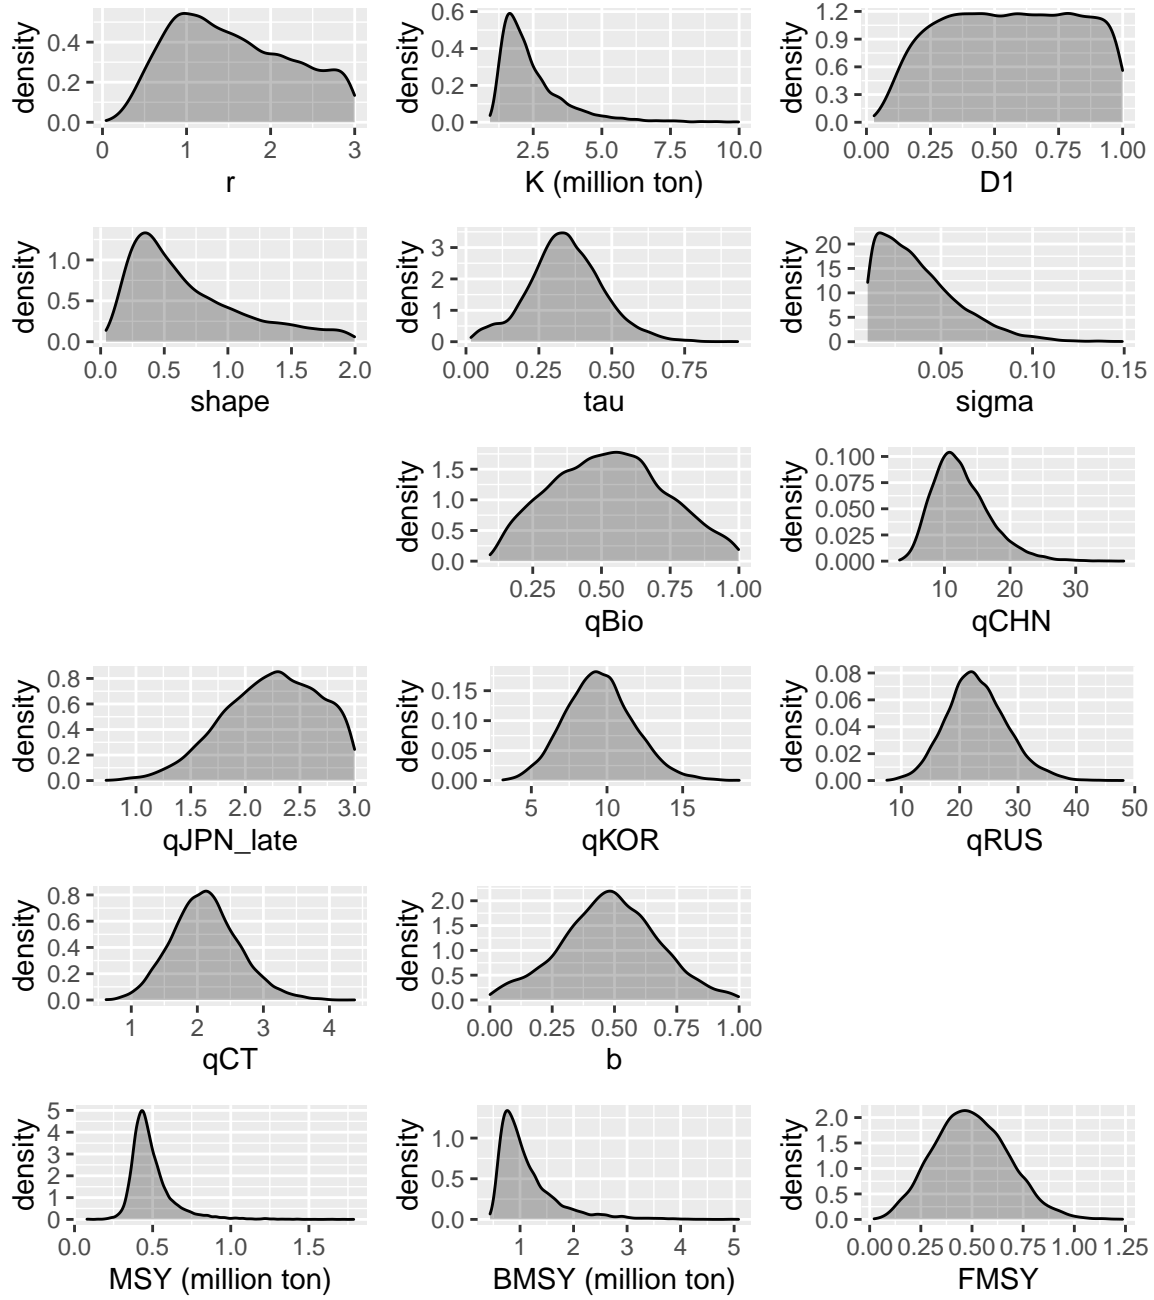 density
0.4
0.2
0.0
0 1 2 3
r
density
0.6
0.4
0.2
0.0
2.5 5.0 7.5 10.0
K (million ton)
density
1.2
0.9
0.6
0.3
0.0
0.00 0.25 0.50 0.75 1.00
D1
density
1.0
0.5
0.0
0.0 0.5 1.0 1.5 2.0
shape
density
3
2
1
0
0.00 0.25 0.50 0.75
tau
density
20
15
10
5
0
0.05 0.10 0.15
sigma
density
1.5
1.0
0.5
0.0
0.25 0.50 0.75 1.00
qBio
density
0.100
0.075
0.050
0.025
0.000
10 20 30
qCHN
density
0.8
0.6
0.4
0.2
0.0
1.0 1.5 2.0 2.5 3.0
qJPN_late
density
0.15
0.10
0.05
0.00
5 10 15
qKOR
density
0.08
0.06
0.04
0.02
0.00
10 20 30 40 50
qRUS
density
0.8
0.6
0.4
0.2
0.0
1 2 3 4
qCT
density
2.0
1.5
1.0
0.5
0.0
0.00 0.25 0.50 0.75 1.00
b
density
5
4
3
2
1
0
0.0 0.5 1.0 1.5
MSY (million ton)
density
1.0
0.5
0.0
1 2 3 4 5
BMSY (million ton)
density
2.0
1.5
1.0
0.5
0.0
0.00 0.25 0.50 0.75 1.00 1.25
FMSY